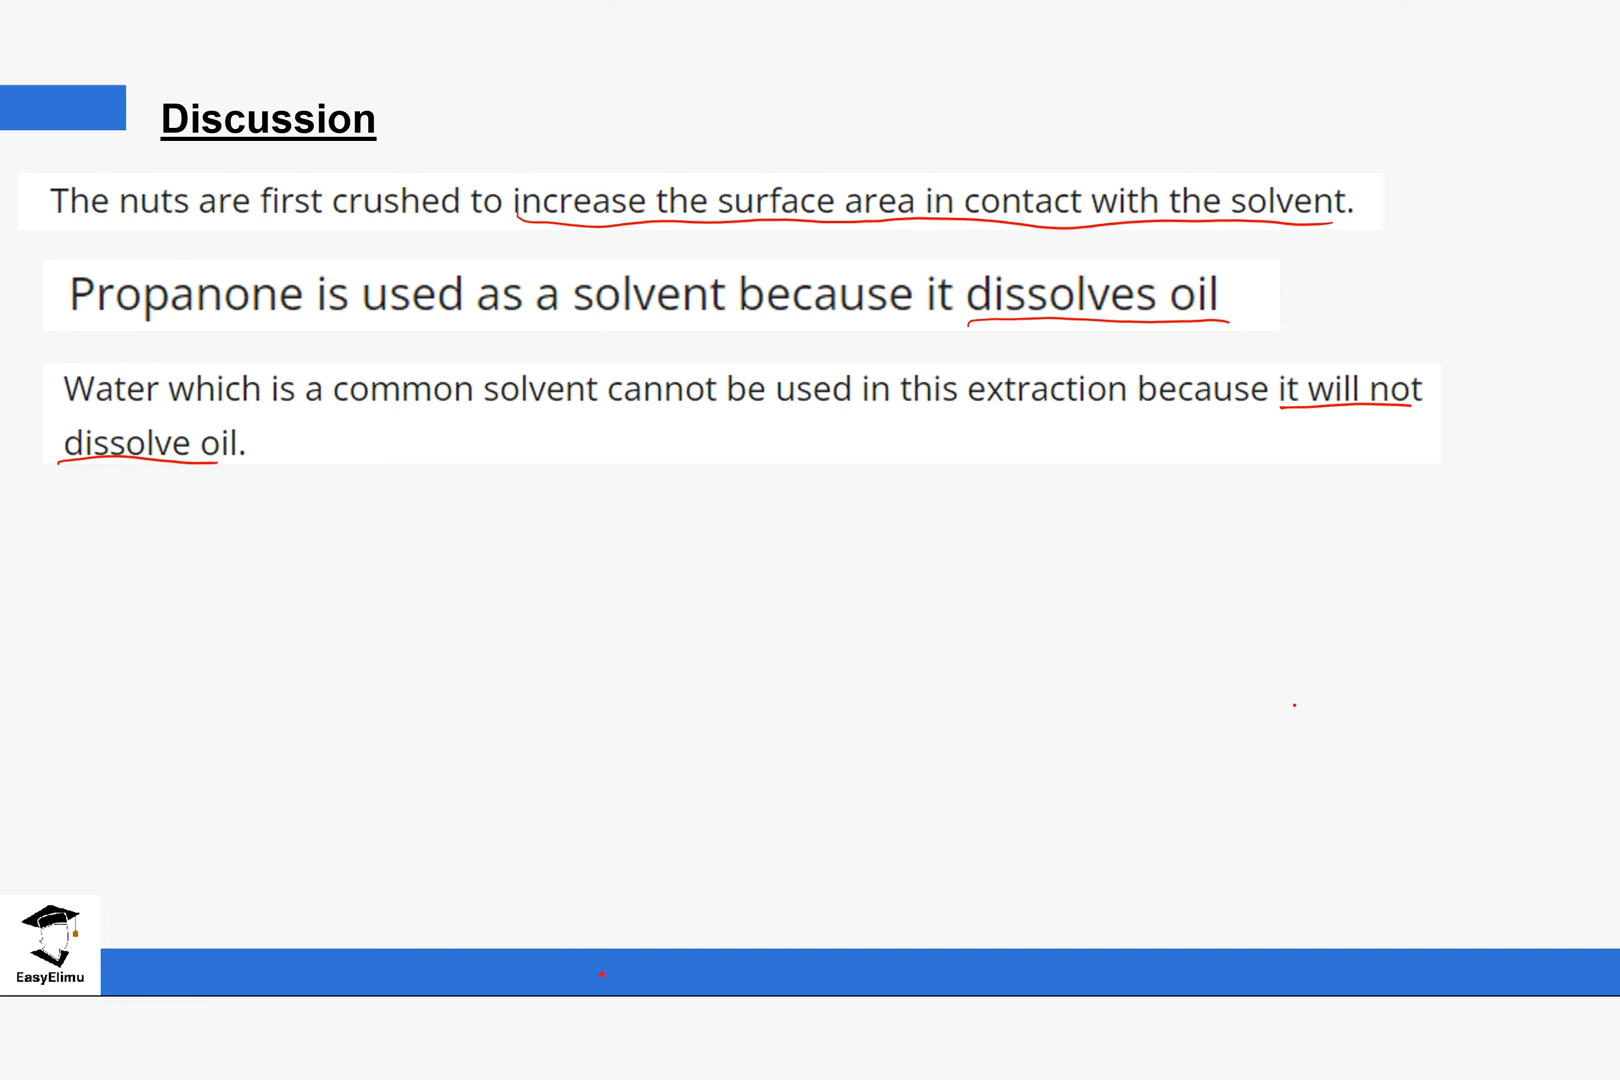 Discussion
The nuts are first crushed to increase the surface area in contact with the solvent.
Propanone is used as a solvent because it dissolves oil
Water which is a common solvent cannot be used in this extraction because it will not
dissolve oil.
EasyElimu